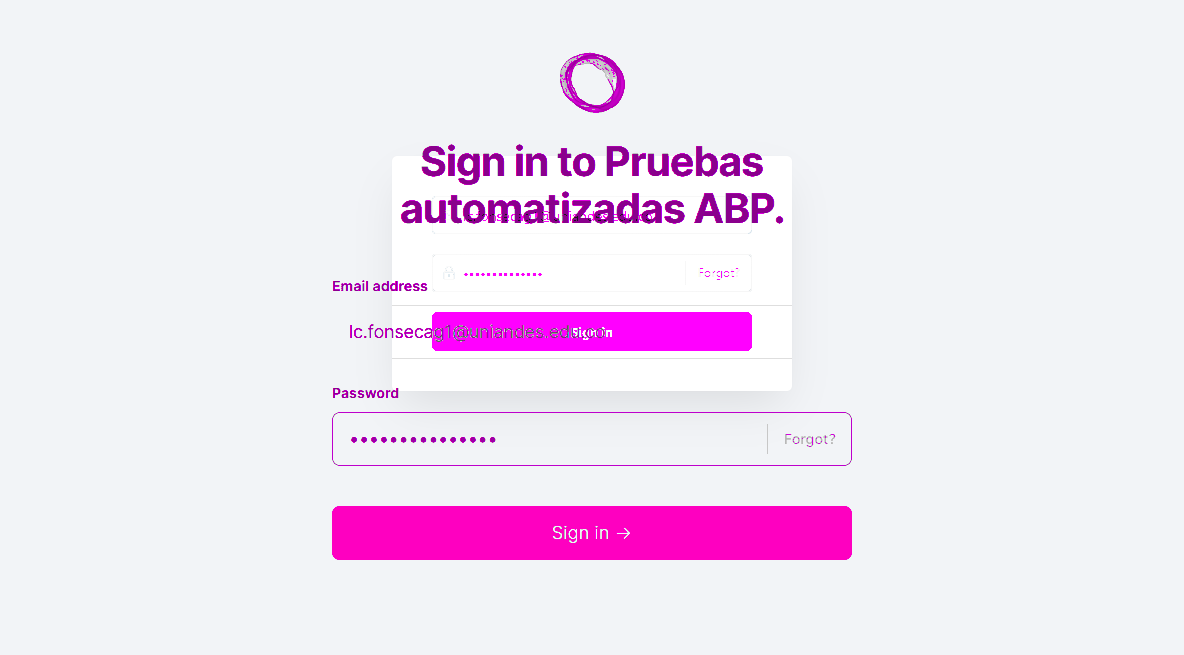 Sign in to Pruebas
automatizadas ABP.
Email address
lc.fonsecag1@uniandes.edu.co
Forgot?
Sign in
Password
Forgot?
Sign in →